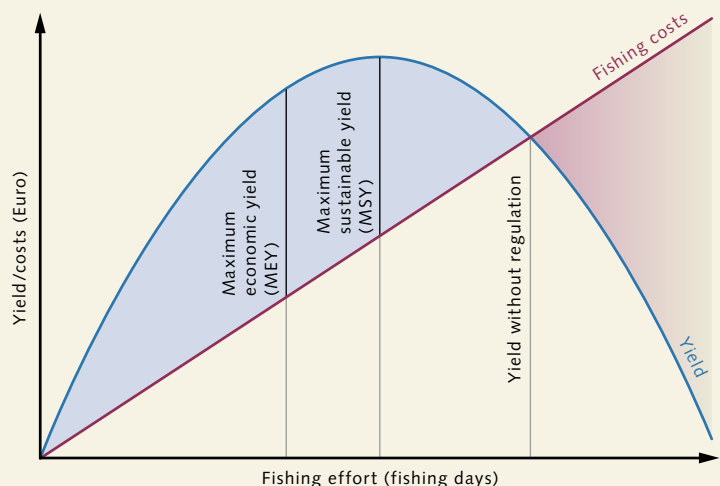 Fishing costs
Yield/costs (Euro)
Maximum
economic yield
(MEY)
Maximum
sustainable yield
(MSY)
Yield without regulation
Yield
Fishing effort (fishing days)